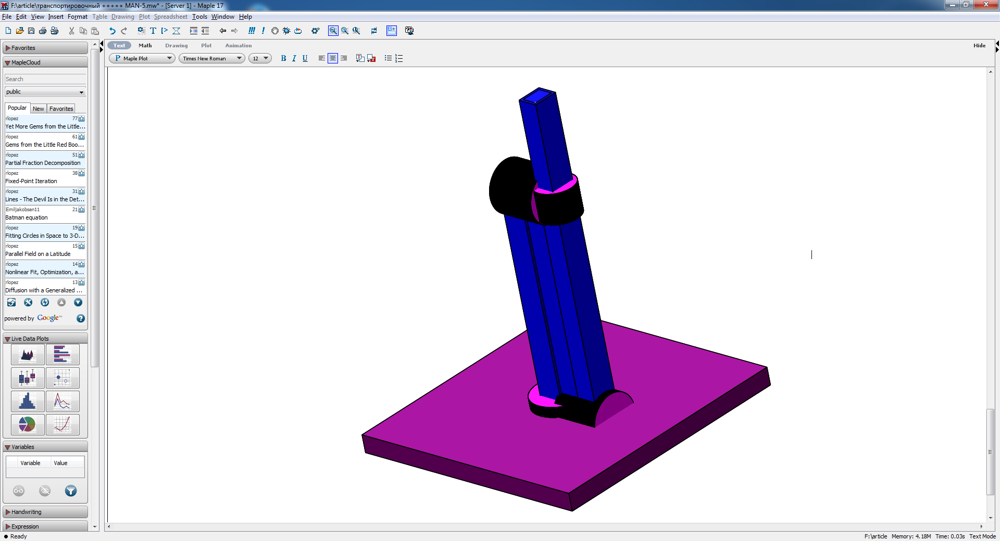 F:\article\транспортировочный +++++ MAN-5.mw* - [Server 1] - Maple 17
File Edit View Insert Format Table Drawing Plot Spreadsheet Tools Window Help
Favorites
MapleCloud
Search
public
Popular New Favorites
rlopez 77
Yet More Gems from the Little...
rlopez 61
Gems from the Little Red Boo...
rlopez 51
Partial Fraction Decomposition
rlopez 38
Fixed-Point Iteration
rlopez 31
Lines - The Devil Is in the Det...
Emiljakobsen11 21
Batman equation
rlopez 19
Fitting Circles in Space to 3-D...
rlopez 15
Parallel Field on a Latitude
rlopez 14
Nonlinear Fit, Optimization, a...
rlopez 13
Diffusion with a Generalized ...
powered by Google™
Live Data Plots
Variables
Variable Value
Handwriting
Expression
Text Math Drawing Plot Animation Hide
P Maple Plot Times New Roman 12 B I U
Ready F:\article Memory: 4.18M Time: 0.03s Text Mode